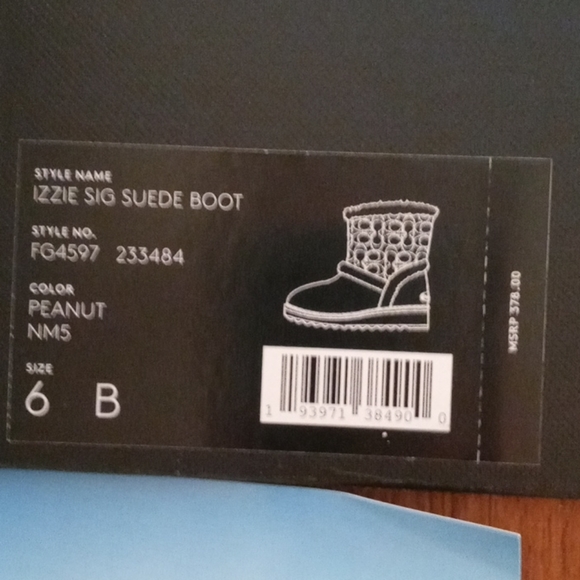 STYLE NAME
IZZIE SIG SUEDE BOOT
STYLE NO.
FG4597 233484
COLOR
PEANUT
NM5
SIZE
6 B
1 93971 38490 0
MSRP 378.00